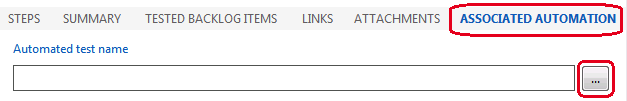 STEPS SUMMARY TESTED BACKLOG ITEMS LINKS ATTACHMENTS ASSOCIATED AUTOMATION
Automated test name
...